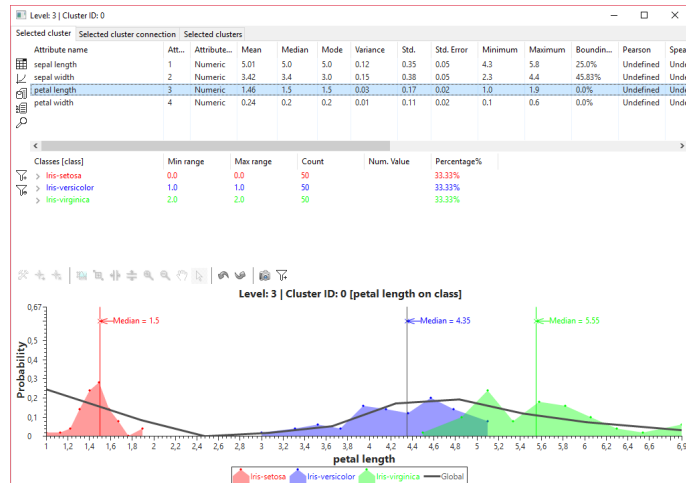 Level: 3 | Cluster ID: 0
Selected cluster Selected cluster connection Selected clusters
Attribute name Att... Attribute... Mean Median Mode Variance Std. Std. Error Minimum Maximum Boundin... Pearson Spea
sepal length 1 Numeric 5.01 5.0 5.0 0.12 0.35 0.05 4.3 5.8 25.0% Undefined Unde
sepal width 2 Numeric 3.42 3.4 3.0 0.15 0.38 0.05 2.3 4.4 45.83% Undefined Unde
petal length 3 Numeric 1.46 1.5 1.5 0.03 0.17 0.02 1.0 1.9 0.0% Undefined Unde
petal width 4 Numeric 0.24 0.2 0.2 0.01 0.11 0.02 0.1 0.6 0.0% Undefined Unde
Classes [class] Min range Max range Count Num. Value Percentage%
Iris-setosa 0.0 0.0 50 33.33%
Iris-versicolor 1.0 1.0 50 33.33%
Iris-virginica 2.0 2.0 50 33.33%
Level: 3 | Cluster ID: 0 [petal length on class]
Probability
0,67
0,5
0,4
0,3
0,2
0,1
0
Median = 1.5 Median = 4.35 Median = 5.55
1 1,2 1,4 1,6 1,8 2 2,2 2,4 2,6 2,8 3 3,2 3,4 3,6 3,8 4 4,2 4,4 4,6 4,8 5 5,2 5,4 5,6 5,8 6 6,2 6,4 6,6 6,9
petal length
Iris-setosa Iris-versicolor Iris-virginica Global